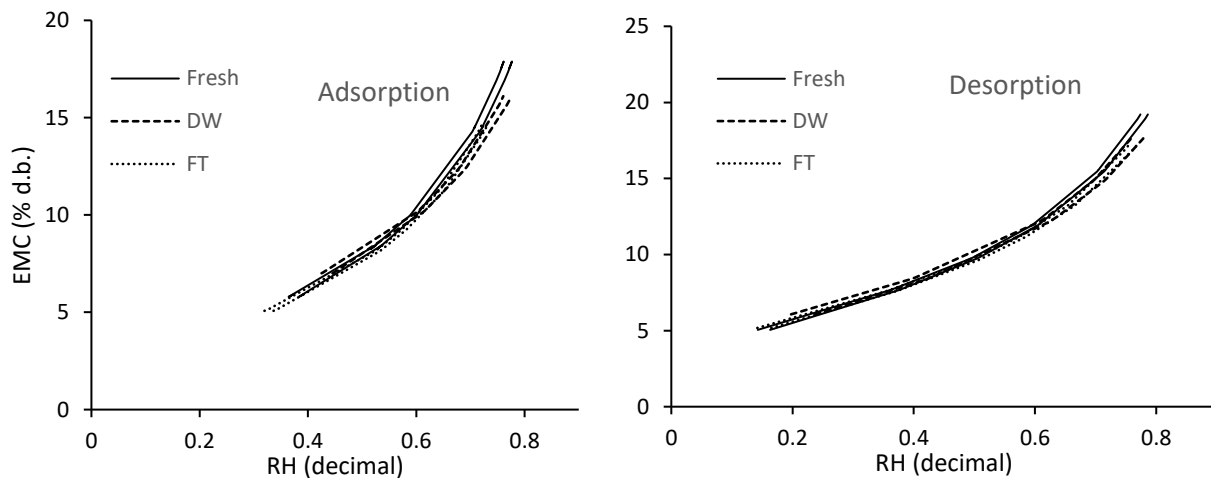 20
15
10
5
0
EMC (% d.b.)
Fresh
DW
FT
Adsorption
0
0.2
0.4
0.6
0.8
RH (decimal)
25
20
15
10
5
0
Fresh
DW
FT
Desorption
0
0.2
0.4
0.6
0.8
RH (decimal)